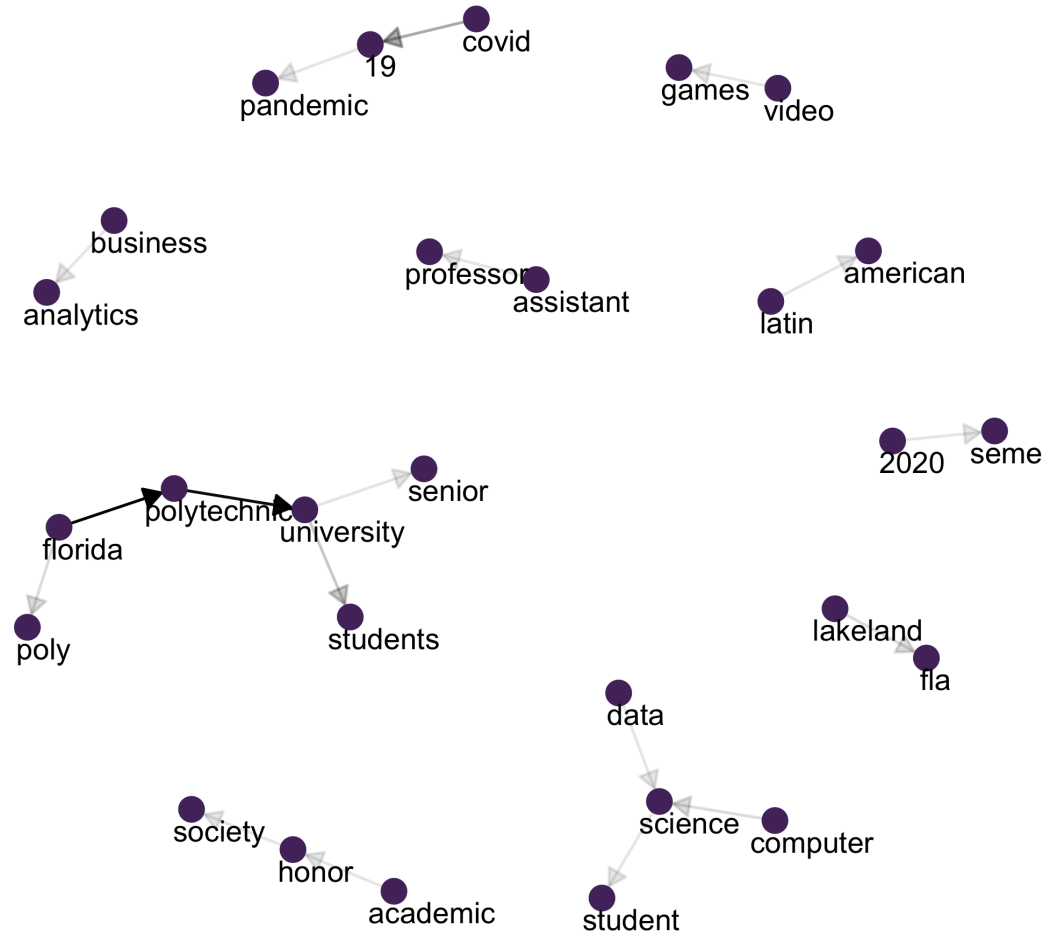 covid
19
pandemic
games
video
business
analytics
professor
assistant
american
latin
2020
seme
senior
polytechnic
university
florida
students
poly
lakeland
fla
data
science
computer
society
honor
academic
student